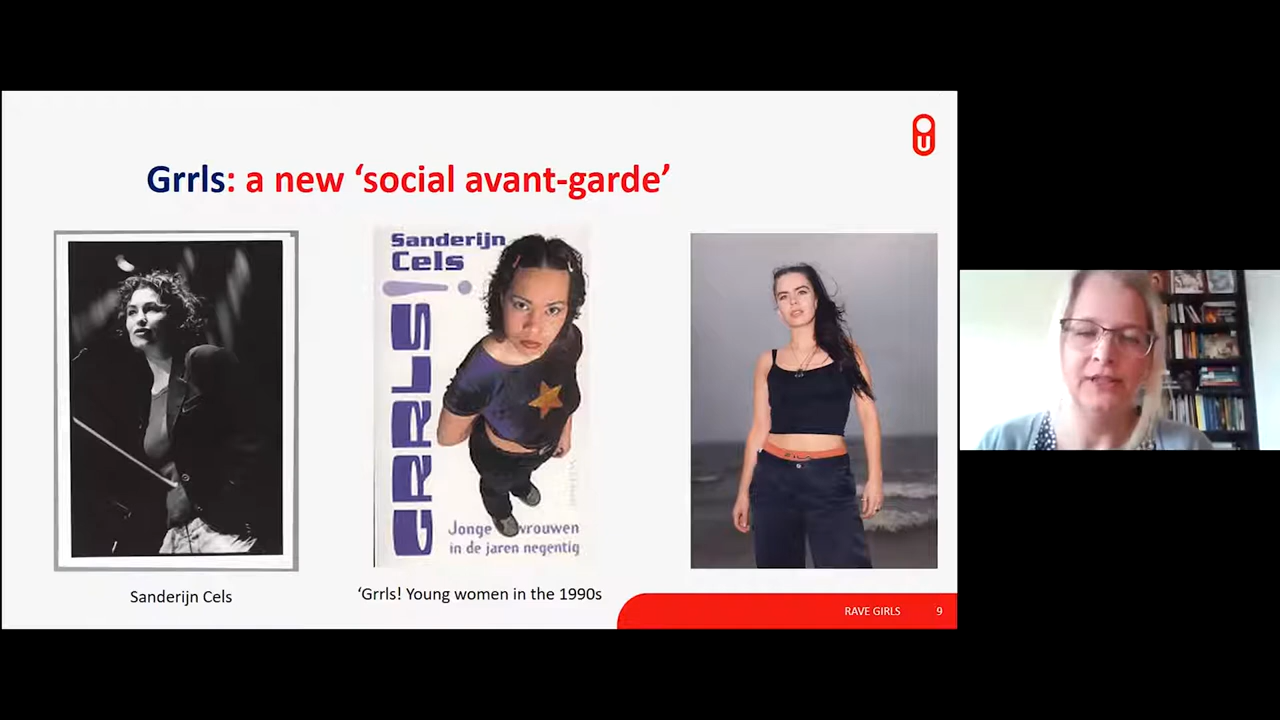 Grrls: a new ‘social avant-garde’
Sanderijn
Cels
GRRLS!
Jonge vrouwen
in de jaren negentig
Sanderijn Cels
‘Grrls! Young women in the 1990s
RAVE GIRLS 9